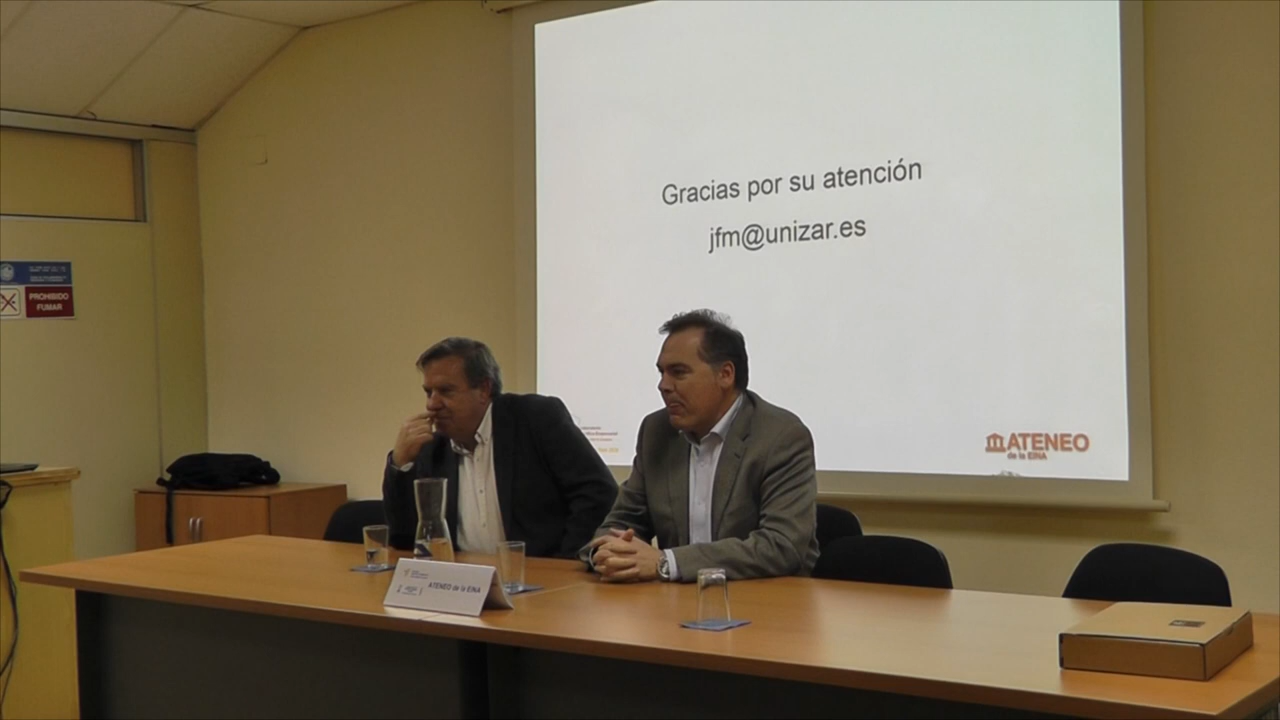 Gracias por su atención
jfm@unizar.es
ATENEO
de la EINA
PROHIBIDO
FUMAR
ATENEO de la EINA